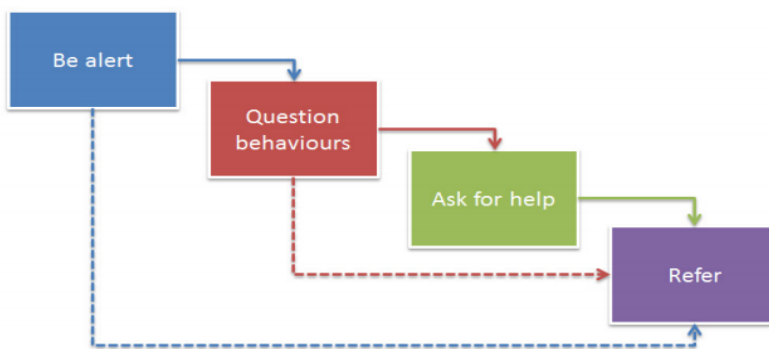 Be alert
Question
behaviours
Ask for help
Refer